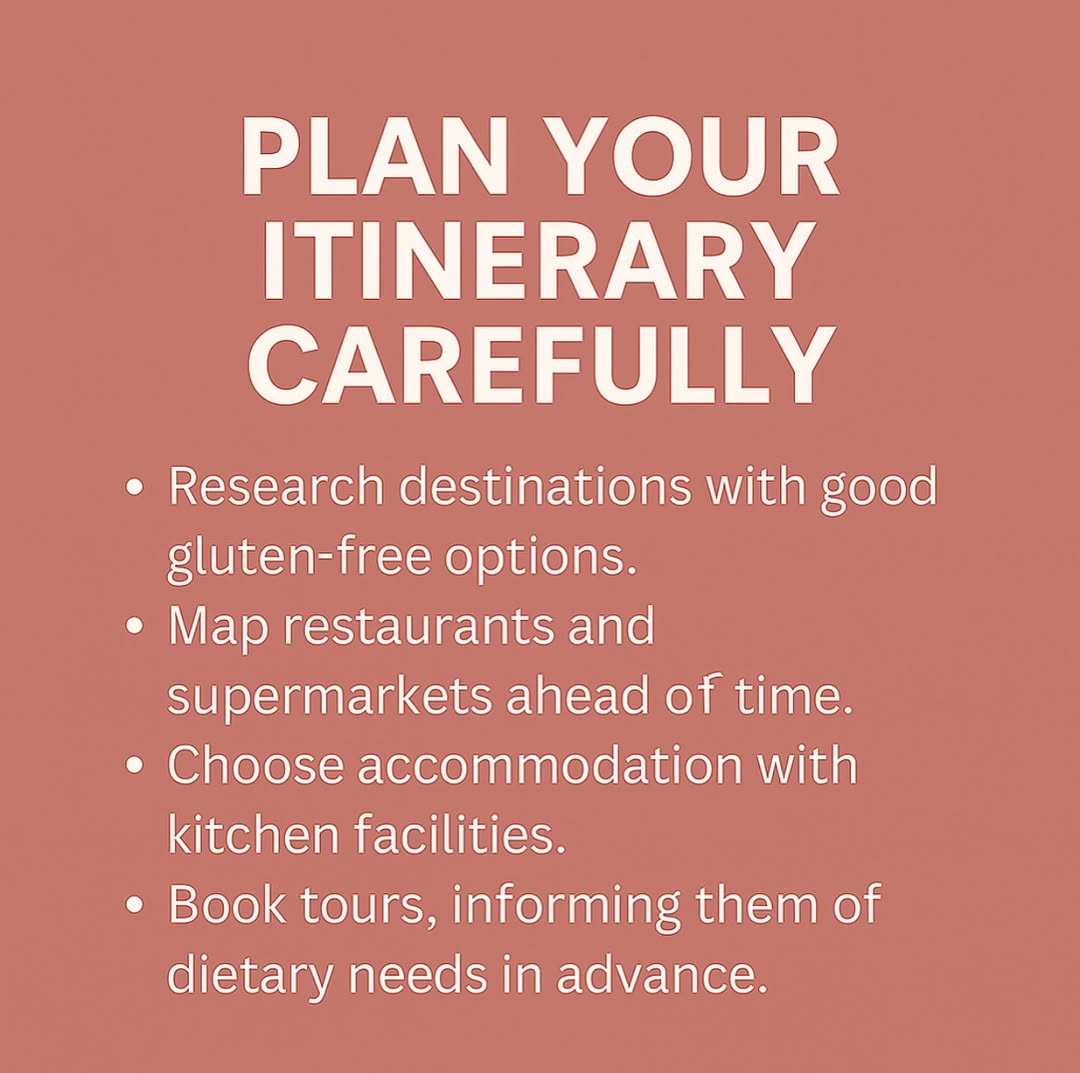 PLAN YOUR
ITINERARY
CAREFULLY
• Research destinations with good
gluten-free options.
• Map restaurants and
supermarkets ahead of time.
• Choose accommodation with
kitchen facilities.
• Book tours, informing them of
dietary needs in advance.